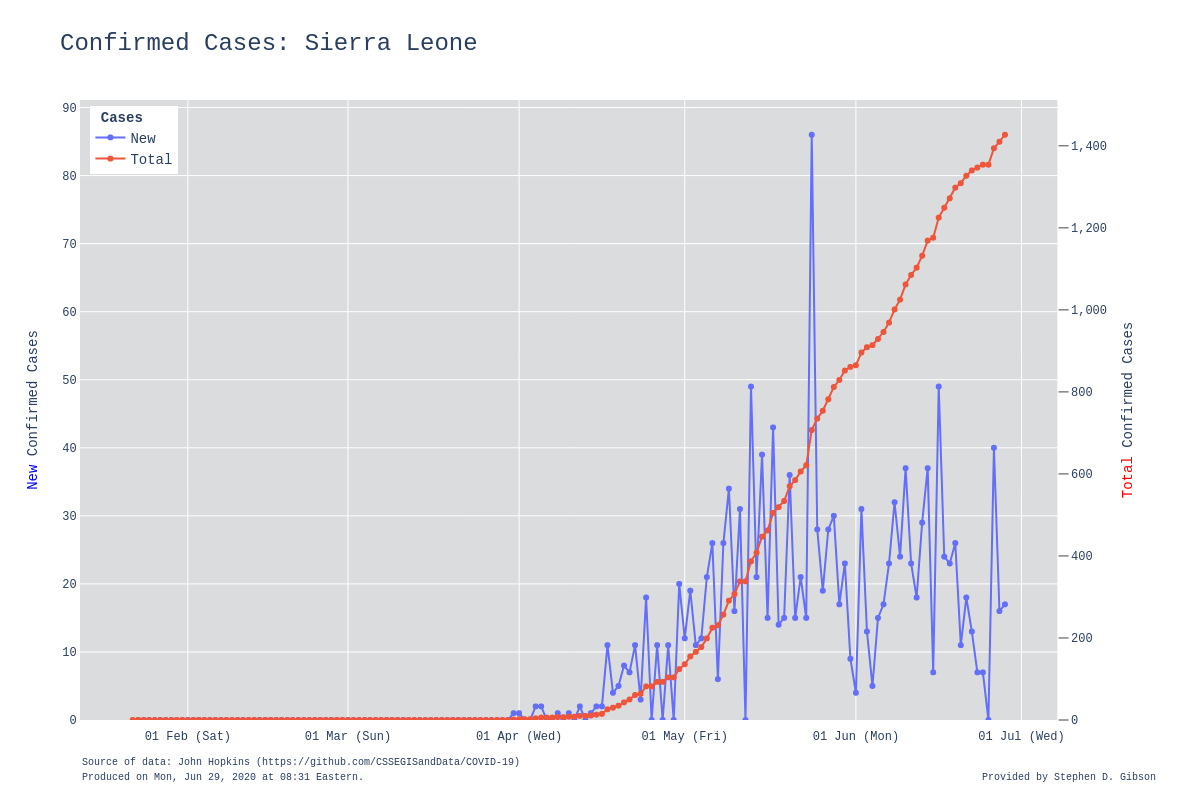 Confirmed Cases: Sierra Leone
Cases
New
Total
90
80
70
60
50
40
30
20
10
0
New Confirmed Cases
1,400
1,200
1,000
800
600
400
200
0
Total Confirmed Cases
01 Feb (Sat)
01 Mar (Sun)
01 Apr (Wed)
01 May (Fri)
01 Jun (Mon)
01 Jul (Wed)
Source of data: John Hopkins (https://github.com/CSSEGISandData/COVID-19)
Produced on Mon, Jun 29, 2020 at 08:31 Eastern.
Provided by Stephen D. Gibson